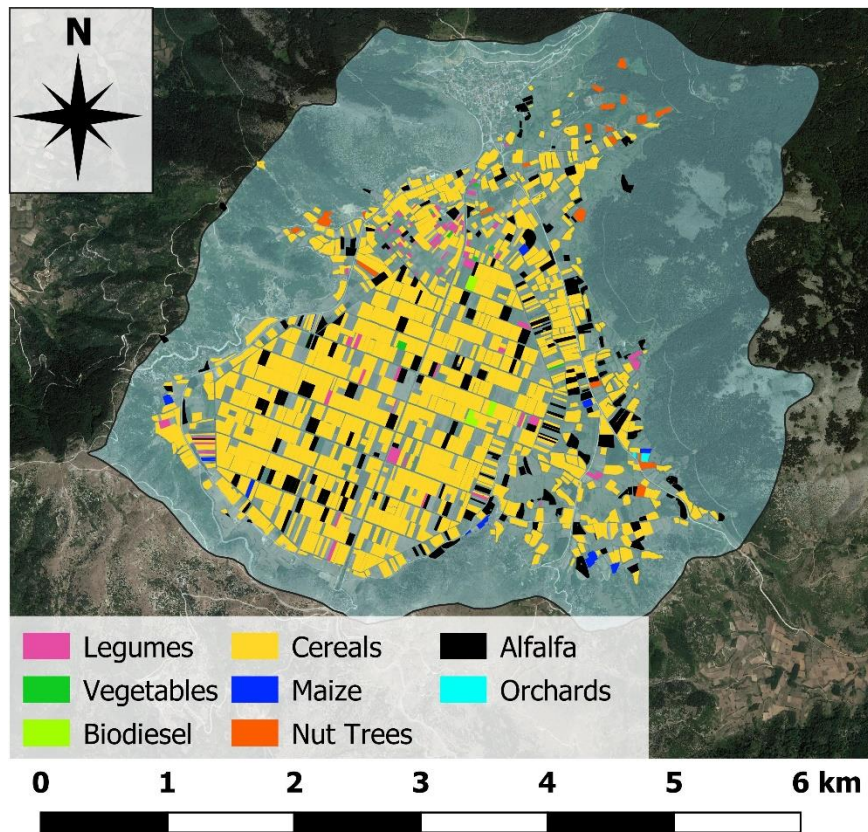 N
Legumes Cereals Alfalfa
Vegetables Maize Orchards
Biodiesel Nut Trees
0 1 2 3 4 5 6 km